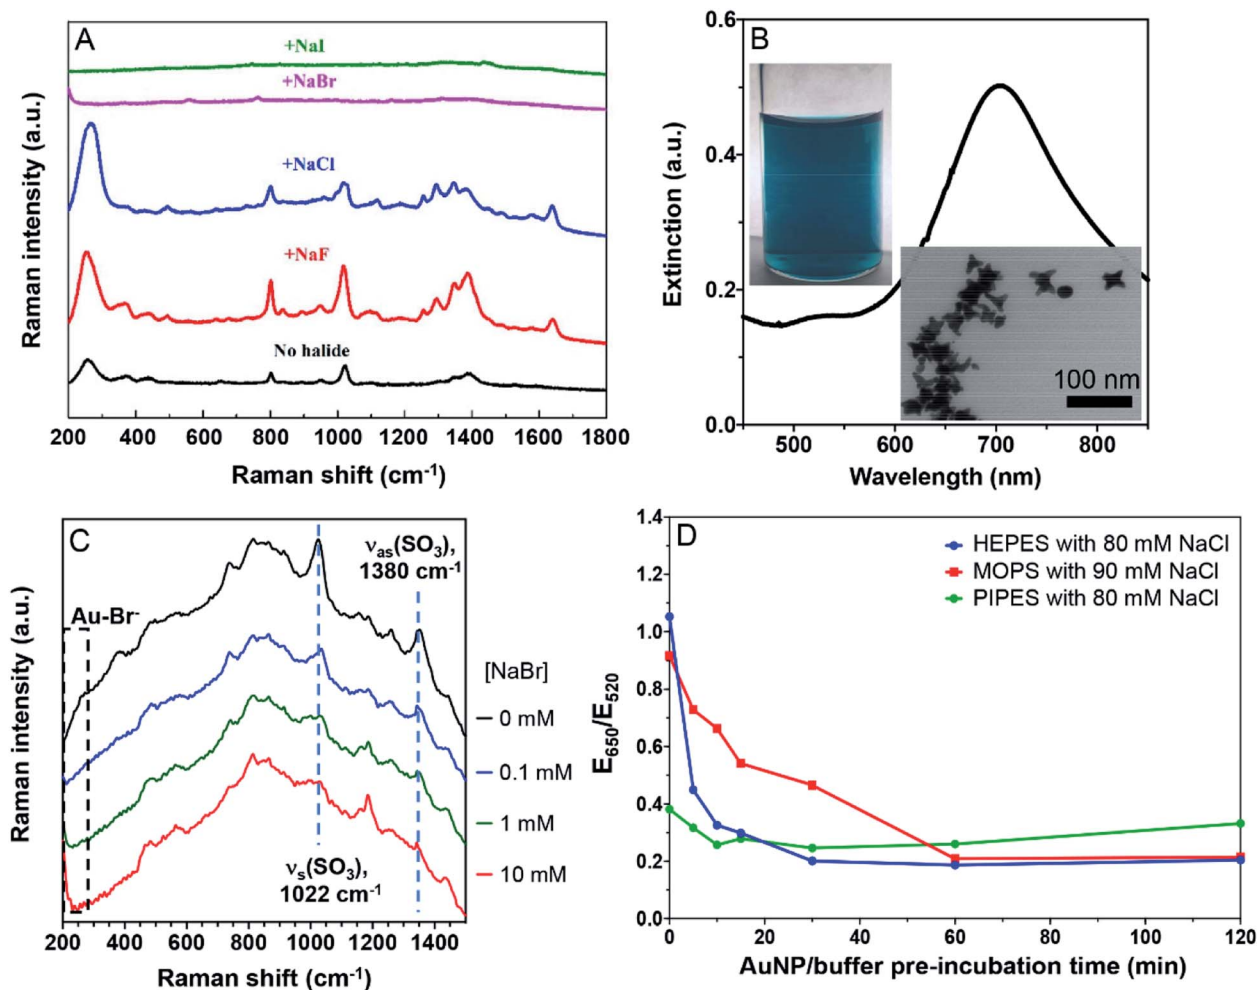 A
+NaI
+NaBr
+NaCl
+NaF
No halide
Raman intensity (a.u.)
200 400 600 800 1000 1200 1400 1600 1800
Raman shift (cm⁻¹)
B
Extinction (a.u.)
0.6
0.4
0.2
0.0
100 nm
500 600 700 800
Wavelength (nm)
C
ν_as(SO₃),
1380 cm⁻¹
Au-Br⁻
[NaBr]
0 mM
0.1 mM
1 mM
10 mM
ν_s(SO₃),
1022 cm⁻¹
Raman intensity (a.u.)
200 400 600 800 1000 1200 1400
Raman shift (cm⁻¹)
D
HEPES with 80 mM NaCl
MOPS with 90 mM NaCl
PIPES with 80 mM NaCl
E₆₅₀/E₅₂₀
1.4
1.2
1.0
0.8
0.6
0.4
0.2
0.0
0 20 40 60 80 100 120
AuNP/buffer pre-incubation time (min)